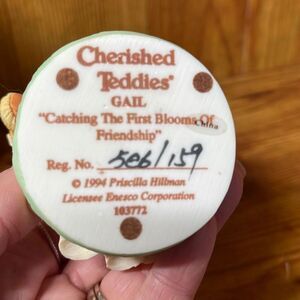 Cherished
Teddies®
GAIL
"Catching The First Blooms Of
China
Friendship"
Reg. No. 5E6/159
© 1994 Priscilla Hillman
Licensee Enesco Corporation
103772